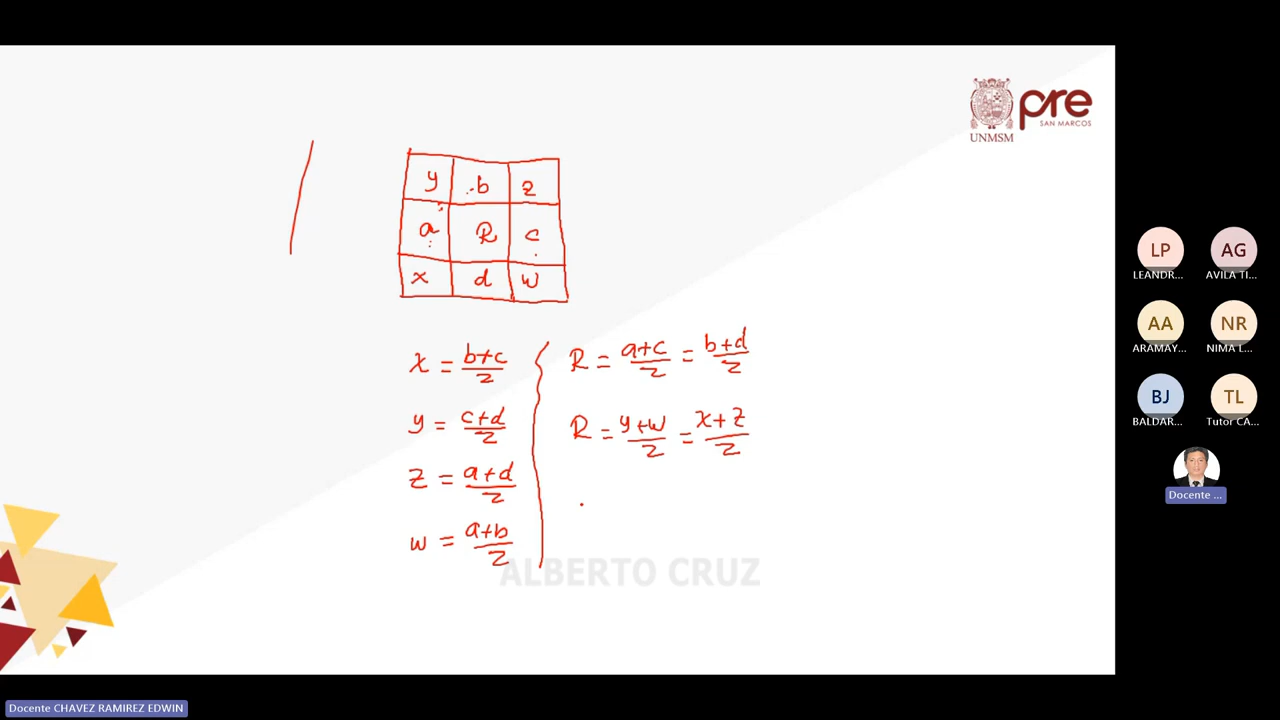 pre
SAN MARCOS
UNMSM
y b z
a R c
x d w
x = (b+c)/2
y = (c+d)/2
z = (a+d)/2
w = (a+b)/2
R = (a+c)/2 = (b+d)/2
R = (y+w)/2 = (x+z)/2
ALBERTO CRUZ
LP AG
LEANDR... AVILA TI...
AA NR
ARAMAY... NIMA L...
BJ TL
BALDAR... Tutor CA...
Docente ...
Docente CHAVEZ RAMIREZ EDWIN